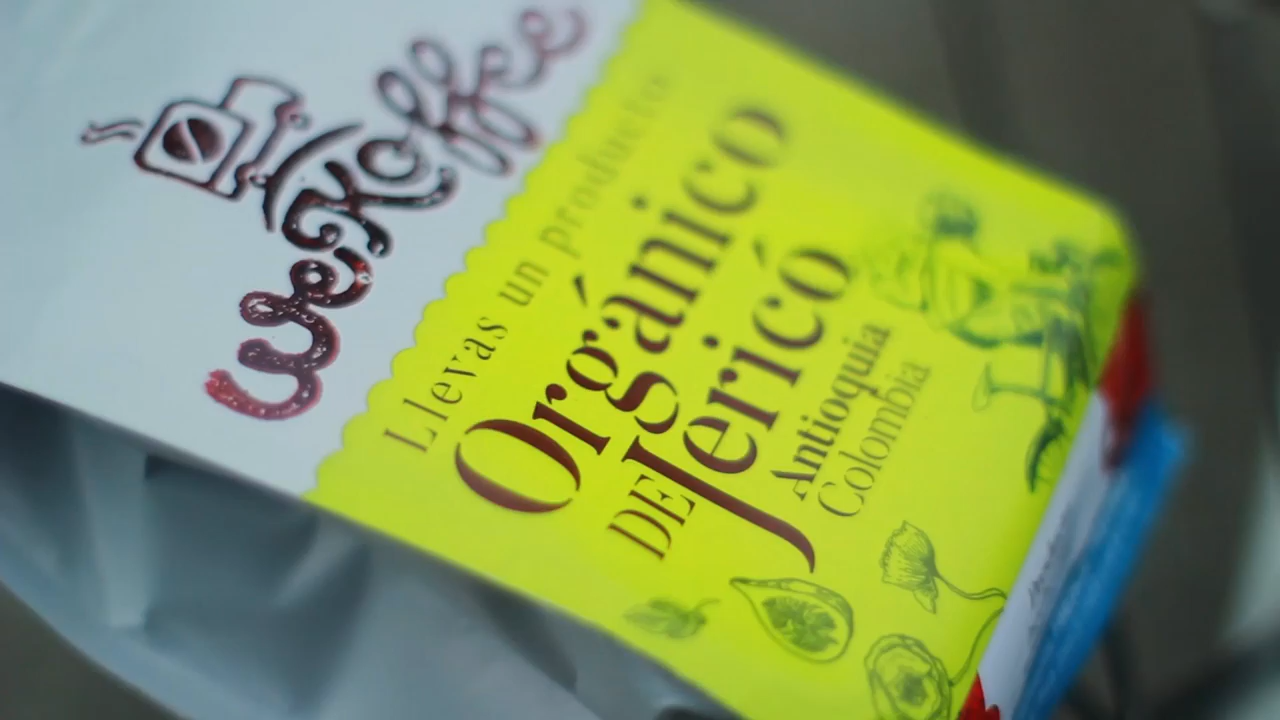 weKoffee
Llevas un producto
Orgánico
DE Jericó
Antioquia
Colombia